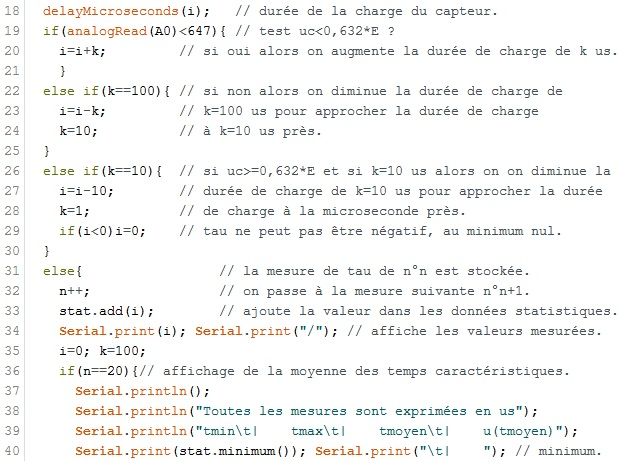 18 delayMicroseconds(i); // durée de la charge du capteur.
19 if(analogRead(A0)<647){ // test uc<0,632*E ?
20 i=i+k; // si oui alors on augmente la durée de charge de k us.
21 }
22 else if(k==100){ // si non alors on diminue la durée de charge de
23 i=i-k; // k=100 us pour approcher la durée de charge
24 k=10; // à k=10 us près.
25 }
26 else if(k==10){ // si uc>=0,632*E et si k=10 us alors on on diminue la
27 i=i-10; // durée de charge de k=10 us pour approcher la durée
28 k=1; // de charge à la microseconde près.
29 if(i<0)i=0; // tau ne peut pas être négatif, au minimum nul.
30 }
31 else{ // la mesure de tau de n°n est stockée.
32 n++; // on passe à la mesure suivante n°n+1.
33 stat.add(i); // ajoute la valeur dans les données statistiques.
34 Serial.print(i); Serial.print("/"); // affiche les valeurs mesurées.
35 i=0; k=100;
36 if(n==20){// affichage de la moyenne des temps caractéristiques.
37 Serial.println();
38 Serial.println("Toutes les mesures sont exprimées en us");
39 Serial.println("tmin\t| tmax\t| tmoyen\t| u(tmoyen)");
40 Serial.print(stat.minimum()); Serial.print("\t| "); // minimum.